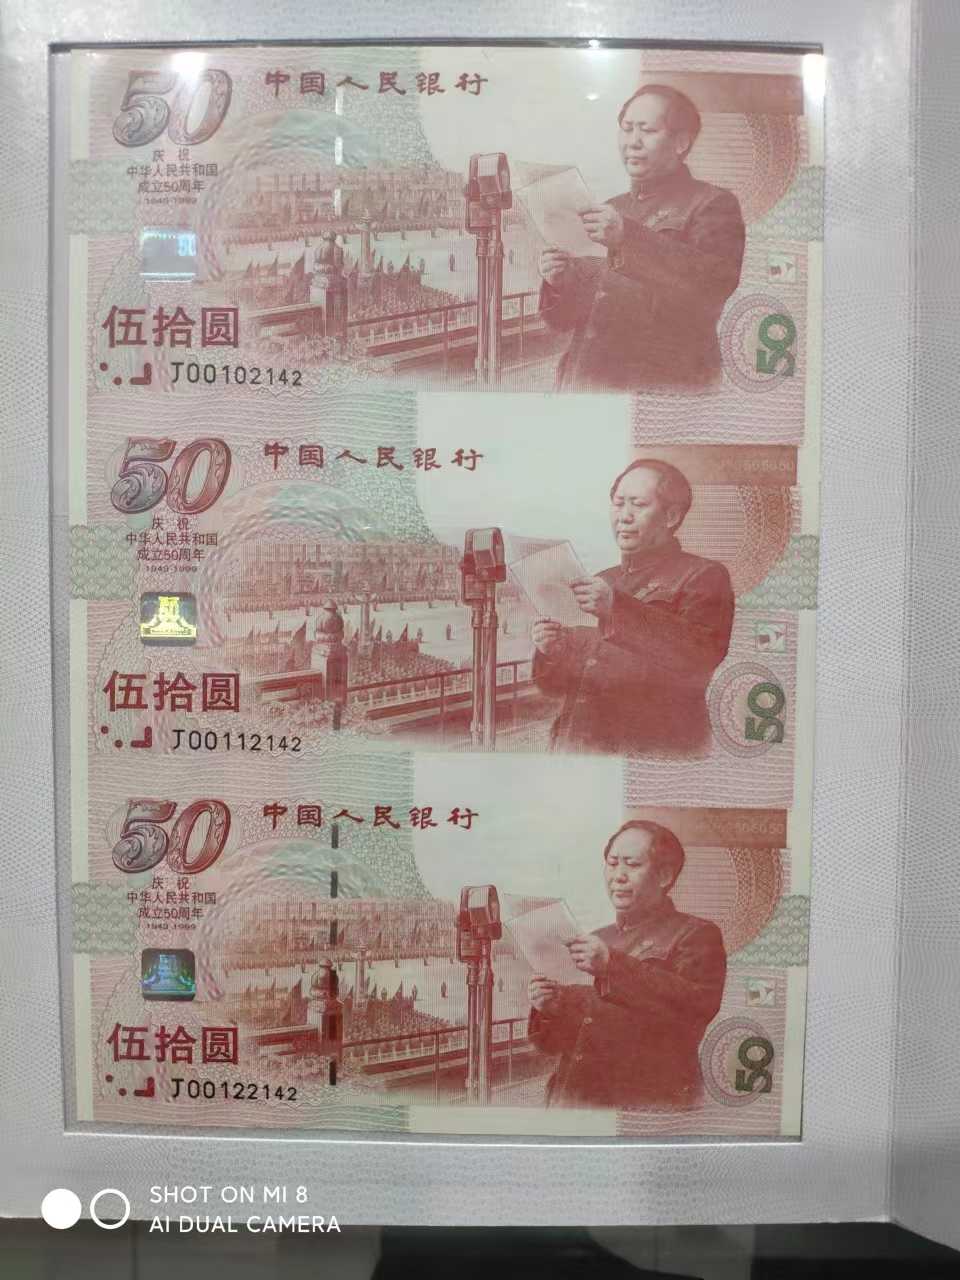 50
中国人民银行
庆 祝
中华人民共和国
成立50周年
1949-1999
50
伍拾圆
J00102142
50
50
中国人民银行
庆 祝
中华人民共和国
成立50周年
1949-1999
50
伍拾圆
J00112142
50
50
中国人民银行
庆 祝
中华人民共和国
成立50周年
1949-1999
伍拾圆
J00122142
50
SHOT ON MI 8
AI DUAL CAMERA